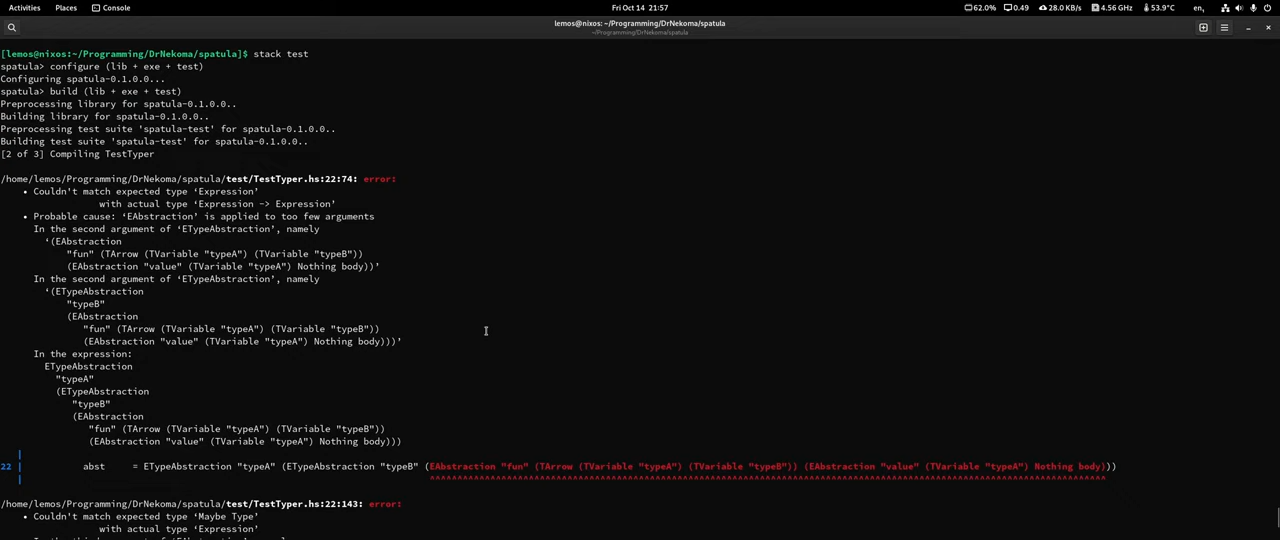 Activities Places Console Fri Oct 14 21:57 62.0% 0.49 28.0 KB/s 4.56 GHz 53.9°C en₁
lemos@nixos: ~/Programming/DrNekoma/spatula
~/Programming/DrNekoma/spatula
[lemos@nixos:~/Programming/DrNekoma/spatula]$ stack test
spatula> configure (lib + exe + test)
Configuring spatula-0.1.0.0...
spatula> build (lib + exe + test)
Preprocessing library for spatula-0.1.0.0..
Building library for spatula-0.1.0.0..
Preprocessing test suite 'spatula-test' for spatula-0.1.0.0..
Building test suite 'spatula-test' for spatula-0.1.0.0..
[2 of 3] Compiling TestTyper
/home/lemos/Programming/DrNekoma/spatula/test/TestTyper.hs:22:74: error:
• Couldn't match expected type ‘Expression’
with actual type ‘Expression -> Expression’
• Probable cause: ‘EAbstraction’ is applied to too few arguments
In the second argument of ‘ETypeAbstraction’, namely
‘(EAbstraction
"fun" (TArrow (TVariable "typeA") (TVariable "typeB"))
(EAbstraction "value" (TVariable "typeA") Nothing body))’
In the second argument of ‘ETypeAbstraction’, namely
‘(ETypeAbstraction
"typeB"
(EAbstraction
"fun" (TArrow (TVariable "typeA") (TVariable "typeB"))
(EAbstraction "value" (TVariable "typeA") Nothing body)))’
In the expression:
ETypeAbstraction
"typeA"
(ETypeAbstraction
"typeB"
(EAbstraction
"fun" (TArrow (TVariable "typeA") (TVariable "typeB"))
(EAbstraction "value" (TVariable "typeA") Nothing body)))
|
22 | abst = ETypeAbstraction "typeA" (ETypeAbstraction "typeB" (EAbstraction "fun" (TArrow (TVariable "typeA") (TVariable "typeB")) (EAbstraction "value" (TVariable "typeA") Nothing body)))
| ^^^^^^^^^^^^^^^^^^^^^^^^^^^^^^^^^^^^^^^^^^^^^^^^^^^^^^^^^^^^^^^^^^^^^^^^^^^^^^^^^^^^^^^^^^^^^^^^^^^^^^^^^^^^^^^^^^^^^
/home/lemos/Programming/DrNekoma/spatula/test/TestTyper.hs:22:143: error:
• Couldn't match expected type ‘Maybe Type’
with actual type ‘Expression’